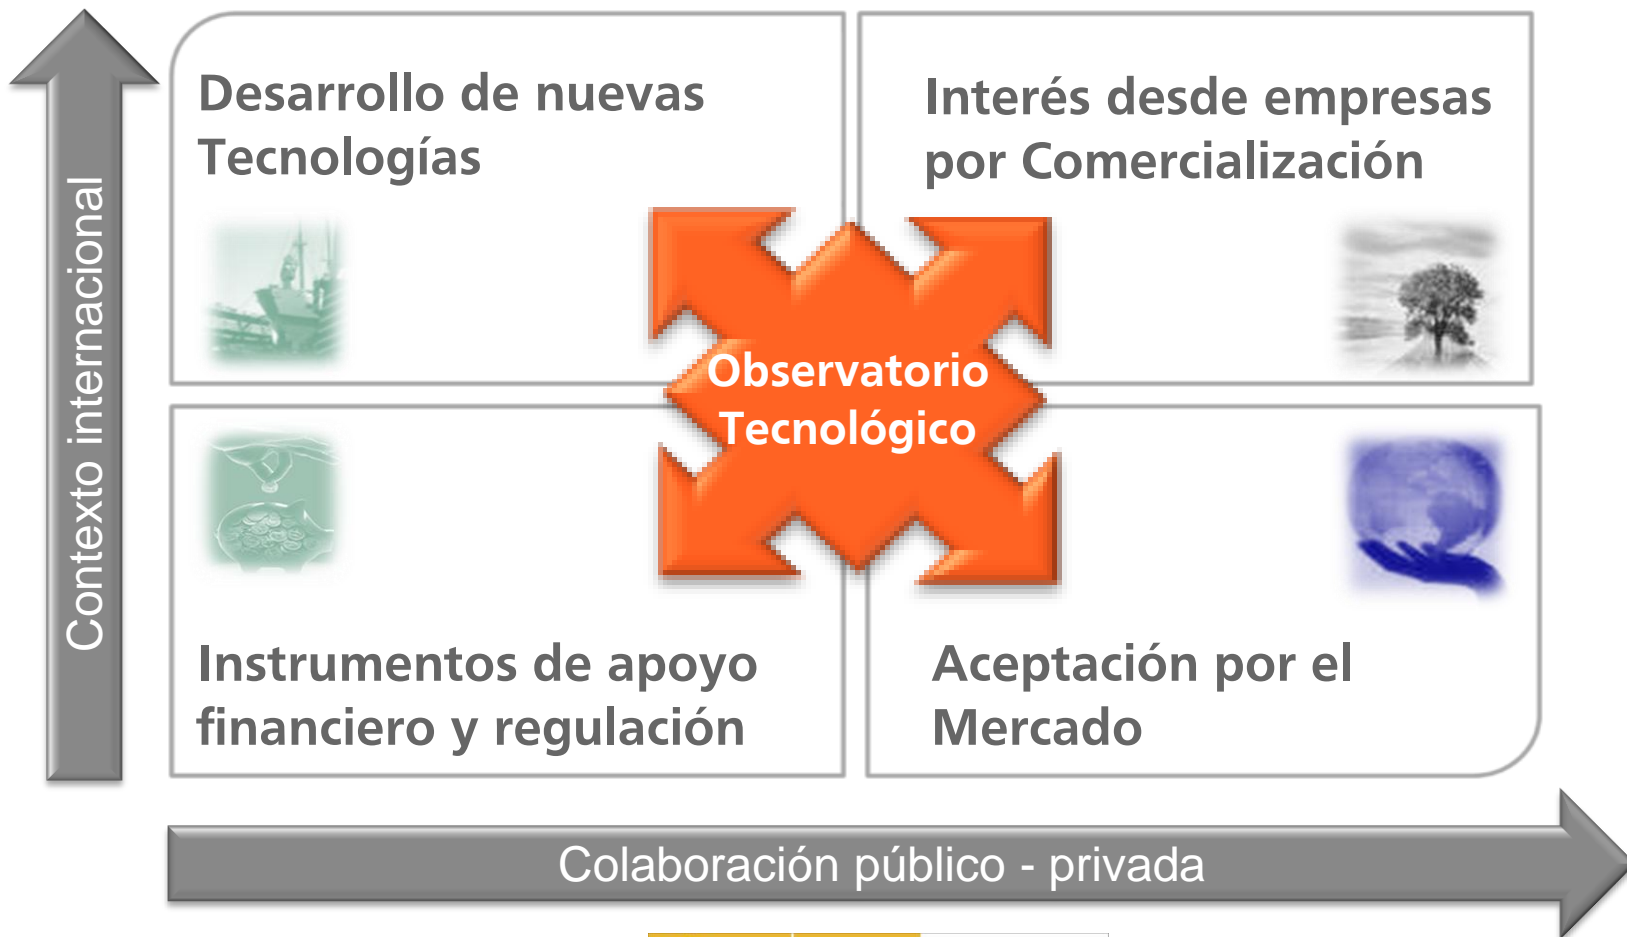 Desarrollo de nuevas
Tecnologías
Interés desde empresas
por Comercialización
Contexto internacional
Observatorio
Tecnológico
Instrumentos de apoyo
financiero y regulación
Aceptación por el
Mercado
Colaboración público - privada